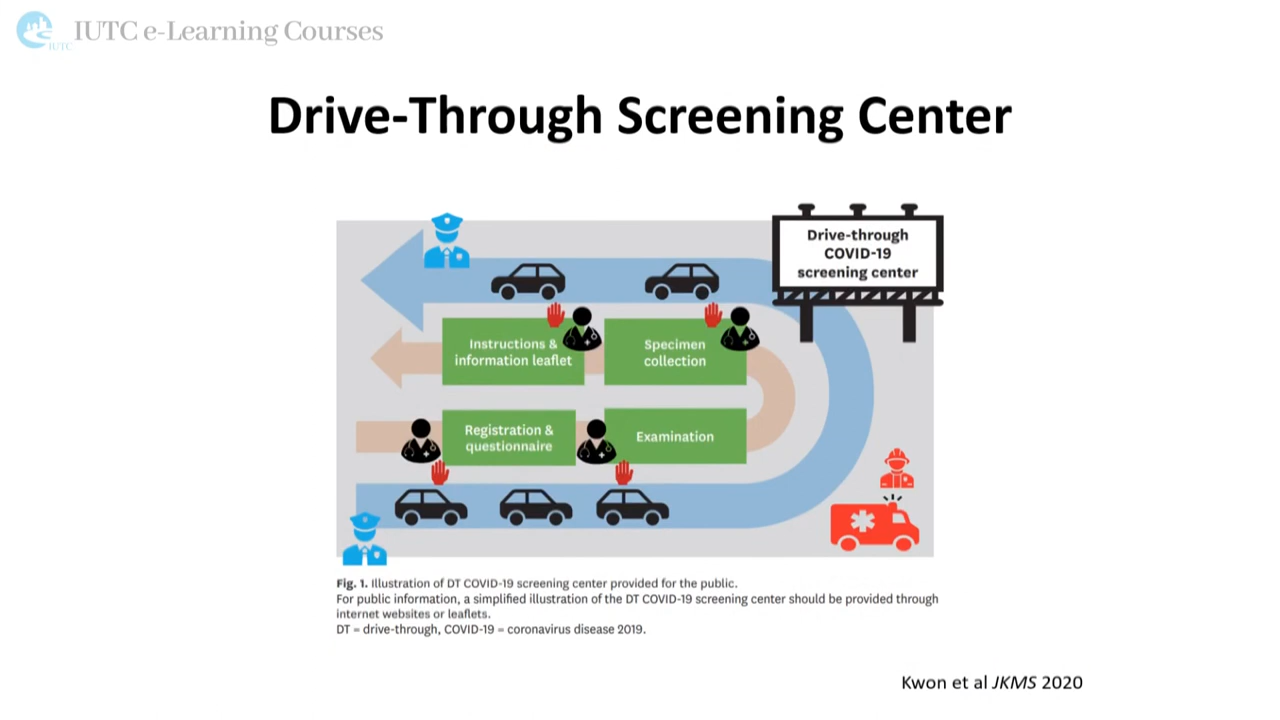 IUTC e-Learning Courses
IUTC
Drive-Through Screening Center
Drive-through
COVID-19
screening center
Instructions &
information leaflet
Specimen
collection
Registration &
questionnaire
Examination
Fig. 1. Illustration of DT COVID-19 screening center provided for the public.
For public information, a simplified illustration of the DT COVID-19 screening center should be provided through
internet websites or leaflets.
DT = drive-through, COVID-19 = coronavirus disease 2019.
Kwon et al JKMS 2020